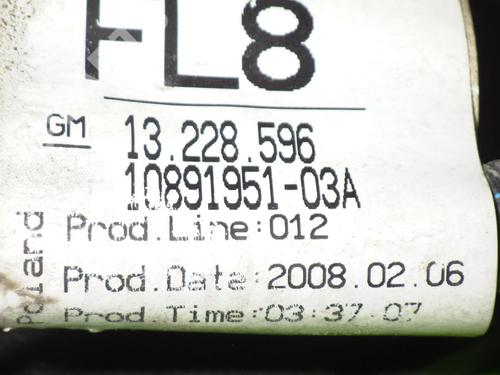 FL8
GM 13.228.596
10891951-03A
Prod.Line:012
Prod.Date:2008.02.06
Prod.Time:03:37.07
Poland